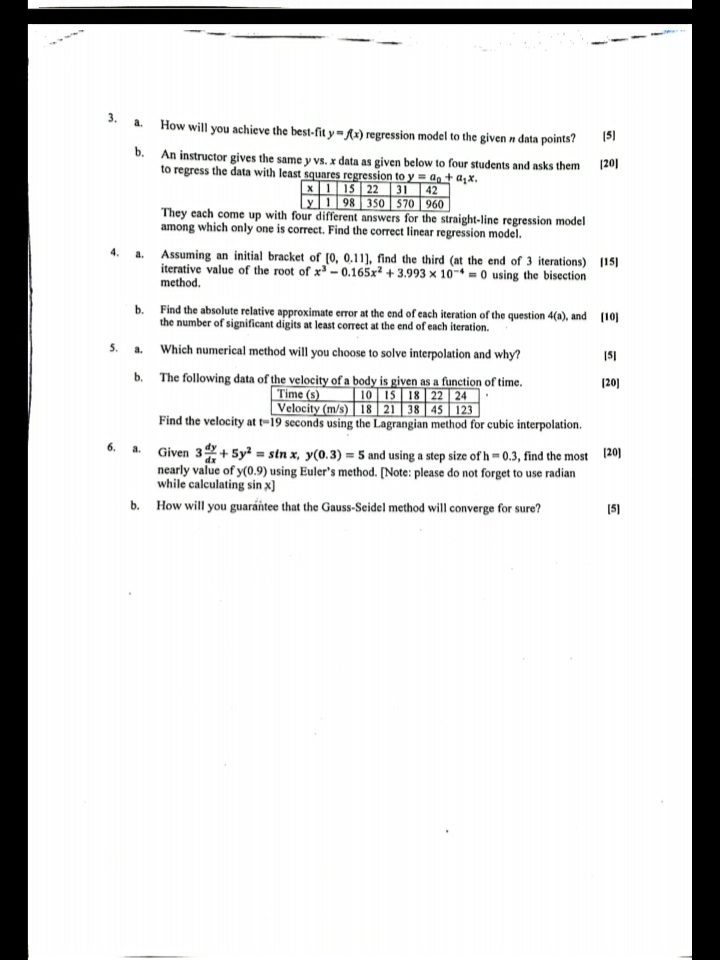 3. a. How will you achieve the best-fit y = f(x) regression model to the given n data points? [5]
b. An instructor gives the same y vs. x data as given below to four students and asks them [20]
to regress the data with least squares regression to y = a₀ + a₁x.
x 1 15 22 31 42
y 1 98 350 570 960
They each come up with four different answers for the straight-line regression model
among which only one is correct. Find the correct linear regression model.
4. a. Assuming an initial bracket of [0, 0.11], find the third (at the end of 3 iterations) [15]
iterative value of the root of x³ − 0.165x² + 3.993 × 10⁻⁴ = 0 using the bisection
method.
b. Find the absolute relative approximate error at the end of each iteration of the question 4(a), and [10]
the number of significant digits at least correct at the end of each iteration.
5. a. Which numerical method will you choose to solve interpolation and why? [5]
b. The following data of the velocity of a body is given as a function of time. [20]
Time (s) 10 15 18 22 24
Velocity (m/s) 18 21 38 45 123
Find the velocity at t=19 seconds using the Lagrangian method for cubic interpolation.
6. a. Given 3 dy/dx + 5y² = sin x, y(0.3) = 5 and using a step size of h = 0.3, find the most [20]
nearly value of y(0.9) using Euler's method. [Note: please do not forget to use radian
while calculating sin x]
b. How will you guarantee that the Gauss-Seidel method will converge for sure? [5]